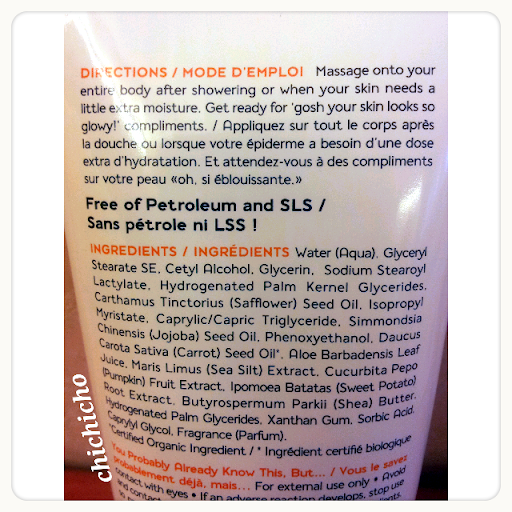 DIRECTIONS / MODE D'EMPLOI Massage onto your
entire body after showering or when your skin needs a
little extra moisture. Get ready for 'gosh your skin looks so
glowy!' compliments. / Appliquez sur tout le corps après
la douche ou lorsque votre épiderme a besoin d'une dose
extra d'hydratation. Et attendez-vous à des compliments
sur votre peau «oh, si éblouissante.»
Free of Petroleum and SLS /
Sans pétrole ni LSS !
INGREDIENTS / INGRÉDIENTS Water (Aqua), Glyceryl
Stearate SE, Cetyl Alcohol, Glycerin, Sodium Stearoyl
Lactylate, Hydrogenated Palm Kernel Glycerides,
Carthamus Tinctorius (Safflower) Seed Oil, Isopropyl
Myristate, Caprylic/Capric Triglyceride, Simmondsia
Chinensis (Jojoba) Seed Oil, Phenoxyethanol, Daucus
Carota Sativa (Carrot) Seed Oil*, Aloe Barbadensis Leaf
Juice, Maris Limus (Sea Silt) Extract, Cucurbita Pepo
(Pumpkin) Fruit Extract, Ipomoea Batatas (Sweet Potato)
Root Extract, Butyrospermum Parkii (Shea) Butter,
Hydrogenated Palm Glycerides, Xanthan Gum, Sorbic Acid,
Caprylyl Glycol, Fragrance (Parfum).
*Certified Organic Ingredient / * Ingrédient certifié biologique
You Probably Already Know This, But... / Vous le savez
probablement déjà, mais... For external use only • Avoid
contact with eyes • If an adverse reaction develops, stop use
and contact
chichicho